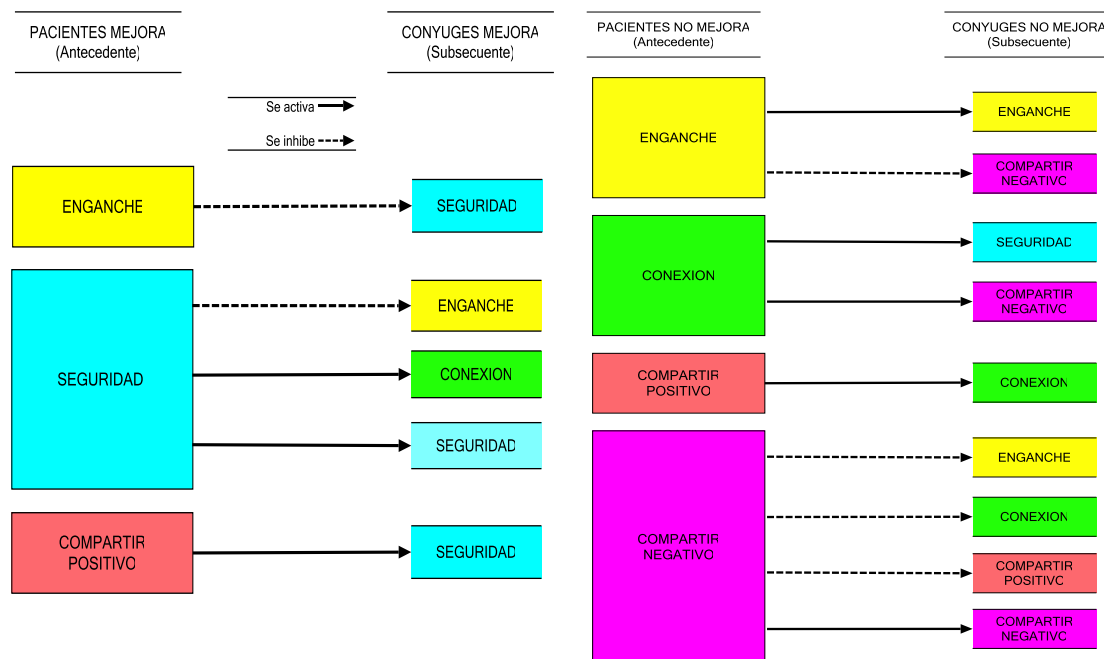 PACIENTES MEJORA
(Antecedente)
CONYUGES MEJORA
(Subsecuente)
Se activa
Se inhibe
ENGANCHE
SEGURIDAD
SEGURIDAD
ENGANCHE
CONEXION
SEGURIDAD
COMPARTIR
POSITIVO
SEGURIDAD
PACIENTES NO MEJORA
(Antecedente)
CONYUGES NO MEJORA
(Subsecuente)
ENGANCHE
ENGANCHE
COMPARTIR
NEGATIVO
CONEXION
SEGURIDAD
COMPARTIR
NEGATIVO
COMPARTIR
POSITIVO
CONEXION
COMPARTIR
NEGATIVO
ENGANCHE
CONEXION
COMPARTIR
POSITIVO
COMPARTIR
NEGATIVO